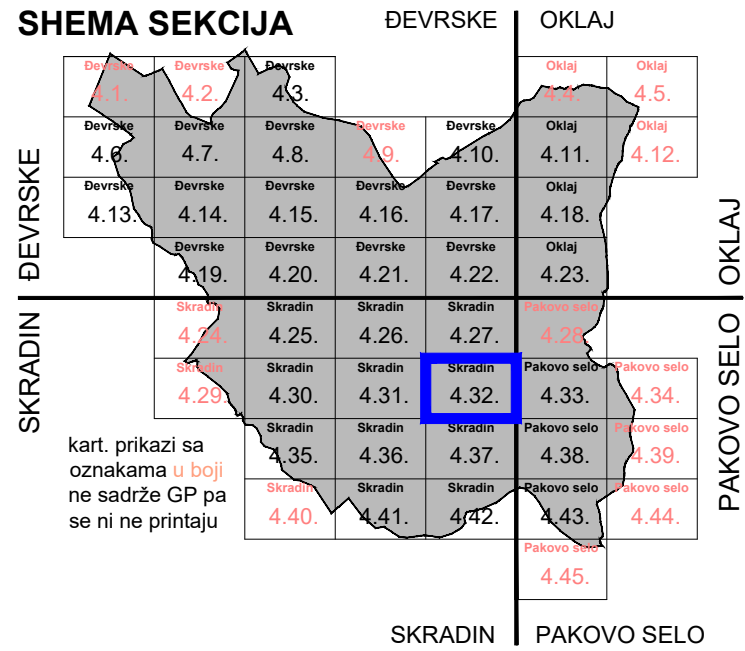 SHEMA SEKCIJA
ĐEVRSKE OKLAJ
Đevrske Đevrske Đevrske Oklaj Oklaj
4.1. 4.2. 4.3. 4.4. 4.5.
Đevrske Đevrske Đevrske Đevrske Đevrske Oklaj Oklaj
4.6. 4.7. 4.8. 4.9. 4.10. 4.11. 4.12.
Đevrske Đevrske Đevrske Đevrske Đevrske Oklaj
4.13. 4.14. 4.15. 4.16. 4.17. 4.18.
Đevrske Đevrske Đevrske Đevrske Oklaj
4.19. 4.20. 4.21. 4.22. 4.23.
ĐEVRSKE
OKLAJ
Skradin Skradin Skradin Skradin Pakovo selo
4.24. 4.25. 4.26. 4.27. 4.28.
Skradin Skradin Skradin Skradin Pakovo selo Pakovo selo
4.29. 4.30. 4.31. 4.32. 4.33. 4.34.
Skradin Skradin Skradin Pakovo selo Pakovo selo
4.35. 4.36. 4.37. 4.38. 4.39.
Skradin Skradin Skradin Pakovo selo Pakovo selo
4.40. 4.41. 4.42. 4.43. 4.44.
Pakovo selo
4.45.
SKRADIN
PAKOVO SELO
kart. prikazi sa
oznakama u boji
ne sadrže GP pa
se ni ne printaju
SKRADIN PAKOVO SELO